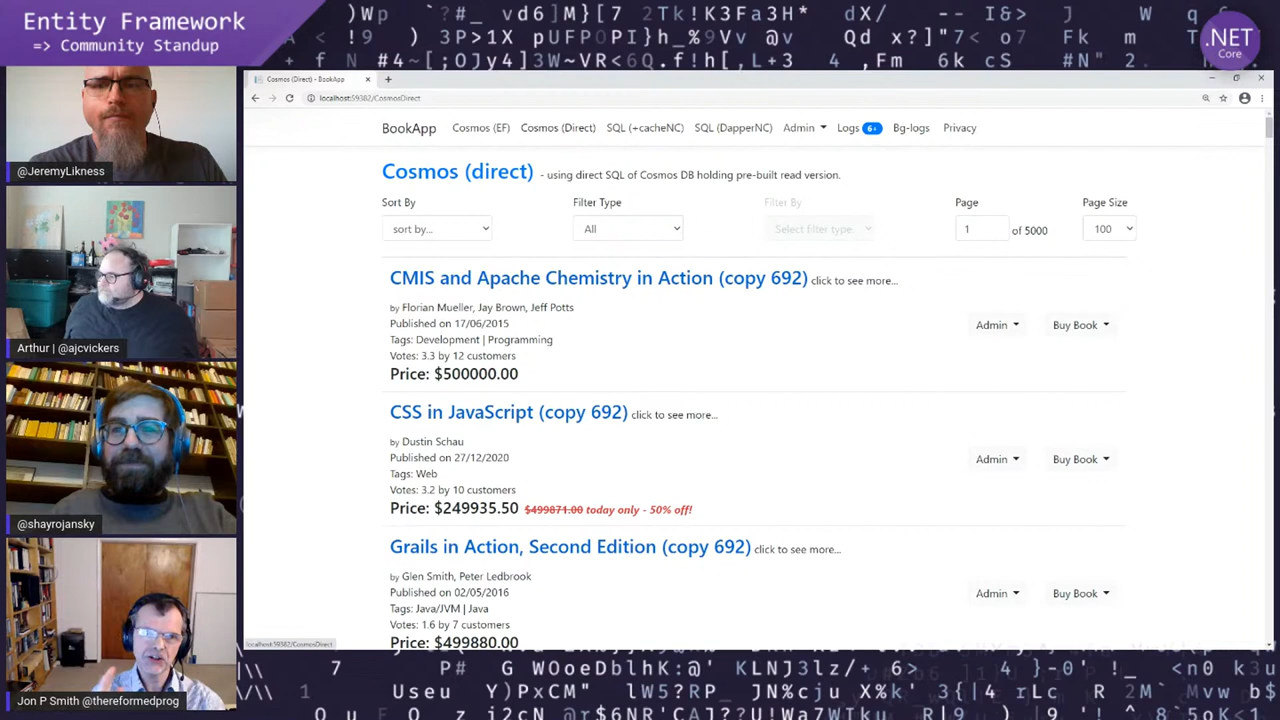 Entity Framework
=> Community Standup
.NET
Core
@JeremyLikness
Arthur | @ajcvickers
@shayrojansky
Jon P Smith @thereformedprog
Cosmos (Direct) - BookApp
localhost:59382/CosmosDirect
BookApp Cosmos (EF) Cosmos (Direct) SQL (+cacheNC) SQL (DapperNC) Admin Logs 6+ Bg-logs Privacy
Cosmos (direct) - using direct SQL of Cosmos DB holding pre-built read version.
Sort By Filter Type Filter By Page Page Size
sort by... All Select filter type. 1 of 5000 100
CMIS and Apache Chemistry in Action (copy 692) click to see more...
by Florian Mueller, Jay Brown, Jeff Potts
Published on 17/06/2015
Admin Buy Book
Tags: Development | Programming
Votes: 3.3 by 12 customers
Price: $500000.00
CSS in JavaScript (copy 692) click to see more...
by Dustin Schau
Published on 27/12/2020
Admin Buy Book
Tags: Web
Votes: 3.2 by 10 customers
Price: $249935.50 $499871.00 today only - 50% off!
Grails in Action, Second Edition (copy 692) click to see more...
by Glen Smith, Peter Ledbrook
Published on 02/05/2016
Admin Buy Book
Tags: Java/JVM | Java
Votes: 1.6 by 7 customers
Price: $499880.00
localhost:59382/CosmosDirect